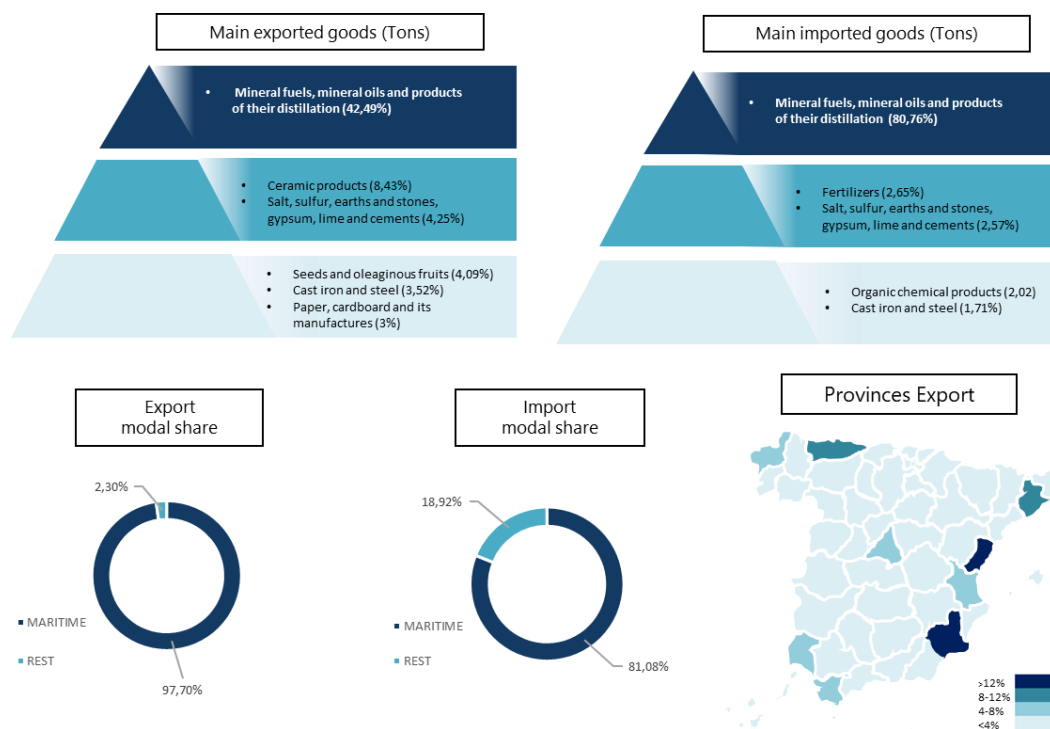 Main exported goods (Tons)
• Mineral fuels, mineral oils and products
of their distillation (42,49%)
• Ceramic products (8,43%)
• Salt, sulfur, earths and stones,
gypsum, lime and cements (4,25%)
• Seeds and oleaginous fruits (4,09%)
• Cast iron and steel (3,52%)
• Paper, cardboard and its
manufactures (3%)
Main imported goods (Tons)
• Mineral fuels, mineral oils and products
of their distillation (80,76%)
• Fertilizers (2,65%)
• Salt, sulfur, earths and stones,
gypsum, lime and cements (2,57%)
• Organic chemical products (2,02)
• Cast iron and steel (1,71%)
Export
modal share
2,30%
MARITIME
REST
97,70%
Import
modal share
18,92%
MARITIME
REST
81,08%
Provinces Export
>12%
8-12%
4-8%
<4%